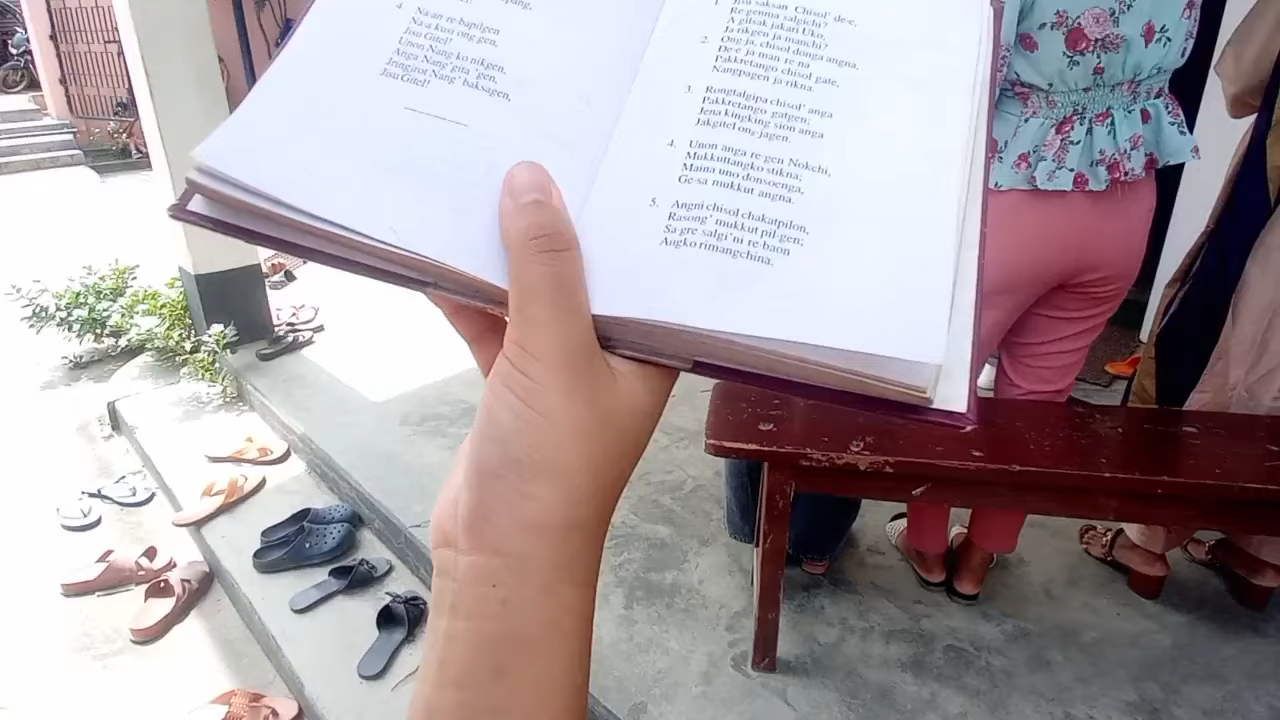 4. Na·an re·bapilgen
Na·a kusi ong·gen,
Jisu Gitel!
Unon Nang·ko nikgen,
Anga Nang' gita ·gen,
Jringjrot Nang' baksagen,
Jisu Gitel!
1 Jisu saksan Chisol' de·e,
Re·genma salgichi?
A·gilsak jakari Uko,
Ja·rikgen ja·manchi?
2. Ong·ja, chisol donga angna,
De·e ja·man re·na
Pakkretango chisol gate,
Nangpagen ja·rikna.
3. Rongtalgipa chisol' anga
Pakkretango gatgen;
Jena kingking sion anga
Jakgitel ong·jagen.
4. Unon anga re·gen Nokchi,
Mukkuttangko stikna;
Maina uno donsoenga,
Ge·sa mukkut angna.
5. Angni chisol chakatpilon,
Rasong' mukkut pil·gen;
Sa·gre salgi'ni re·baon
Angko rimangchina.